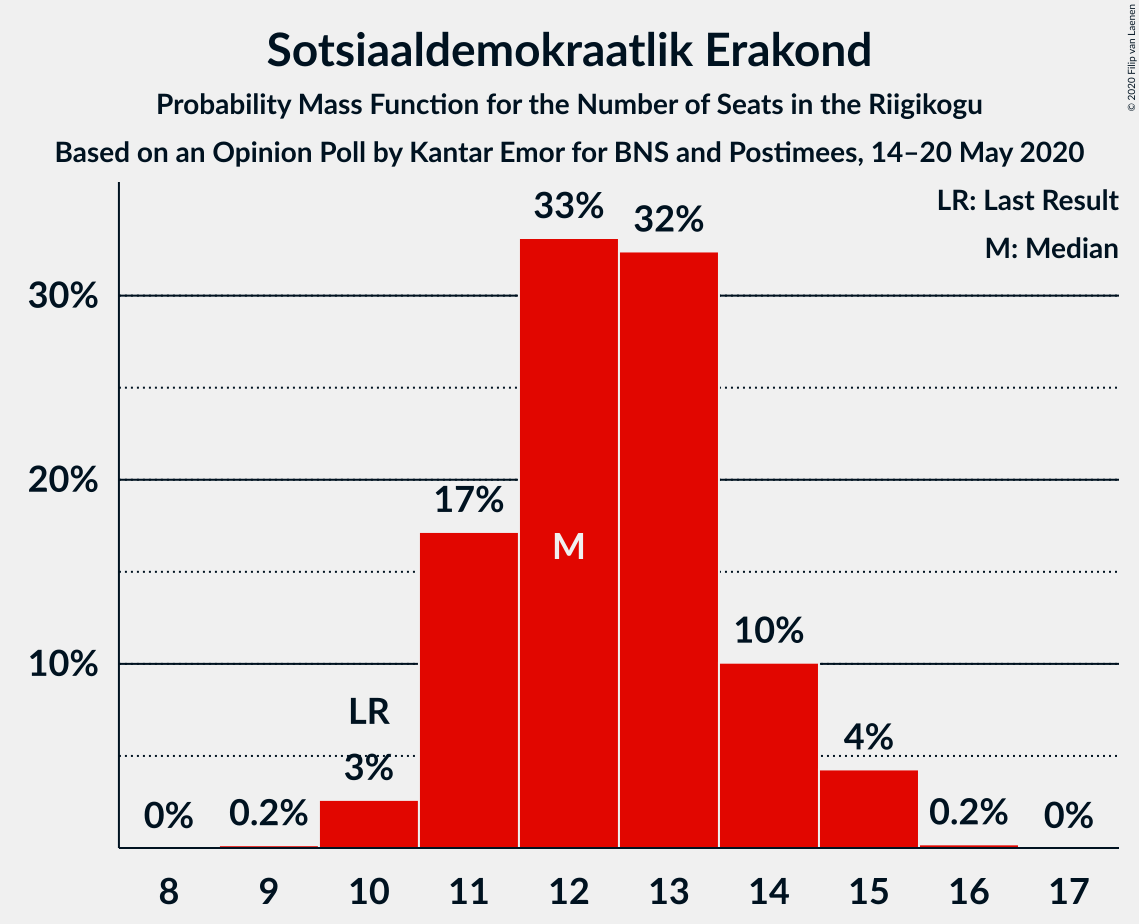 Sotsiaaldemokraatlik Erakond
Probability Mass Function for the Number of Seats in the Riigikogu
Based on an Opinion Poll by Kantar Emor for BNS and Postimees, 14–20 May 2020
© 2020 Filip van Laenen
LR: Last Result
M: Median
33%
32%
30%
20%
17%
M
10%
10%
LR
3%
4%
0%
0.2%
0.2%
0%
8 9 10 11 12 13 14 15 16 17